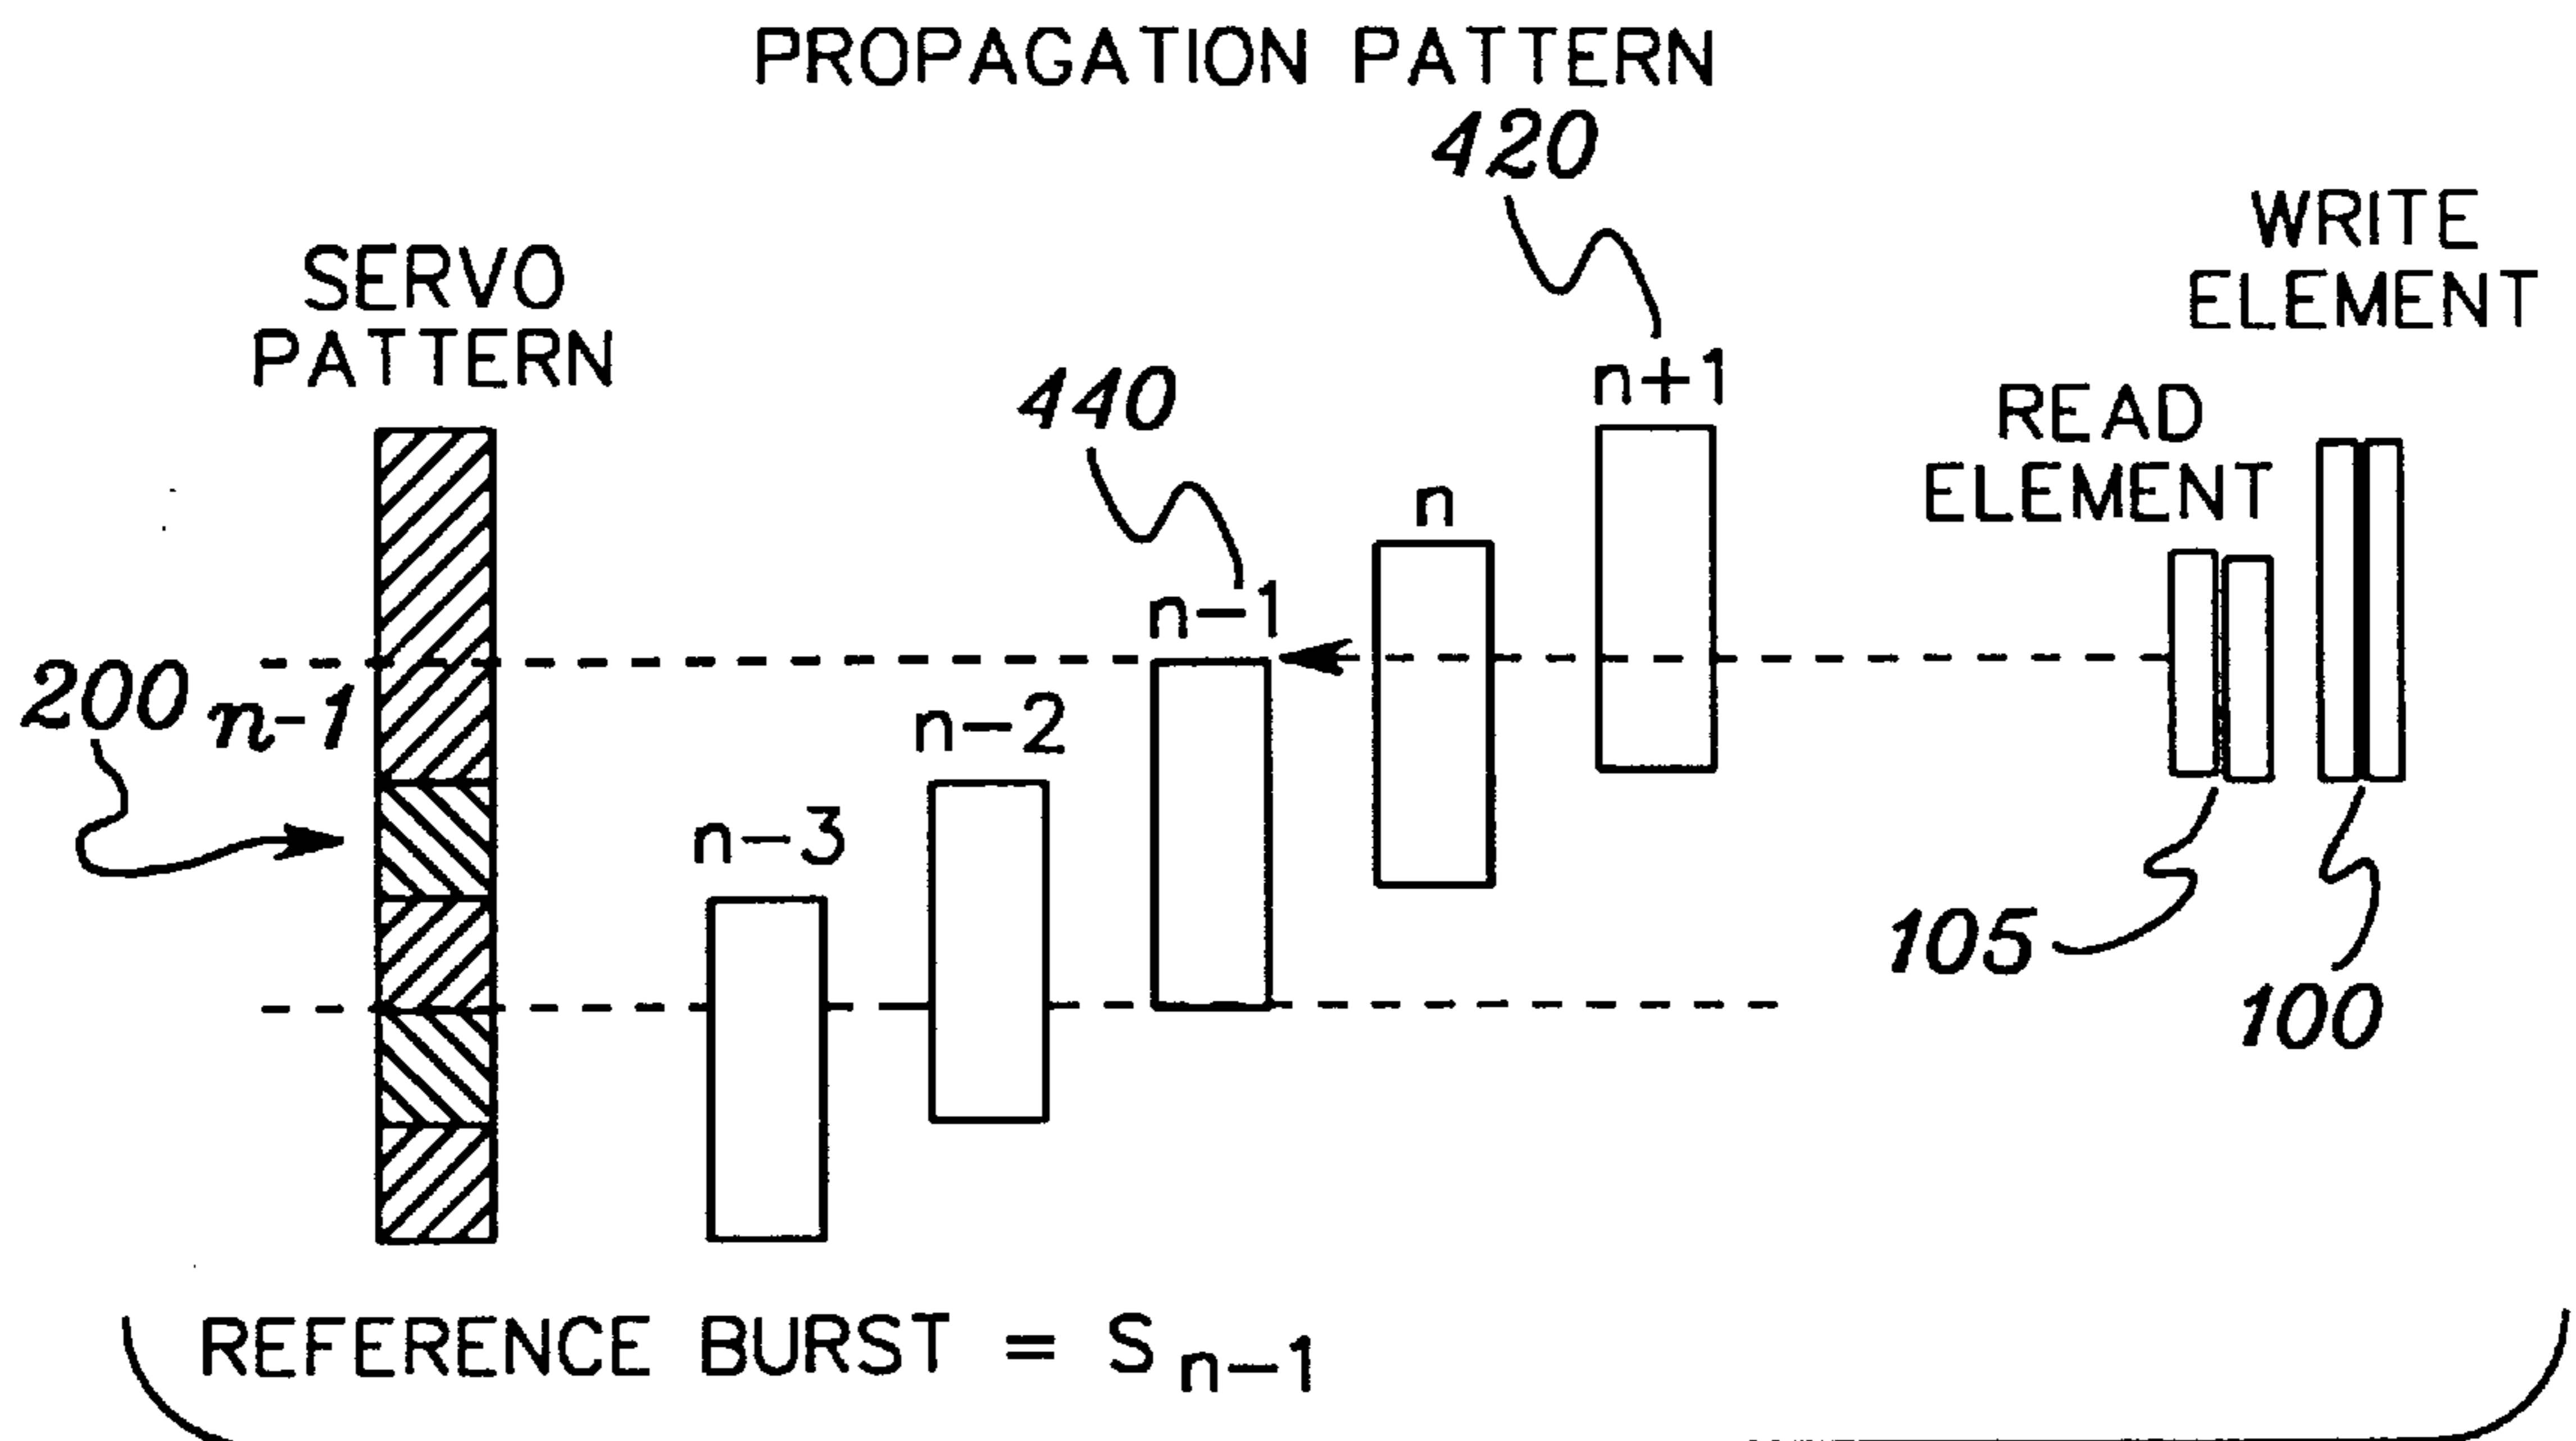 PROPAGATION PATTERN
420
WRITE
ELEMENT
SERVO
PATTERN
440
n+1
READ
ELEMENT
n
n-1
200
n-1
n-2
n-3
105
100
REFERENCE BURST = S n-1